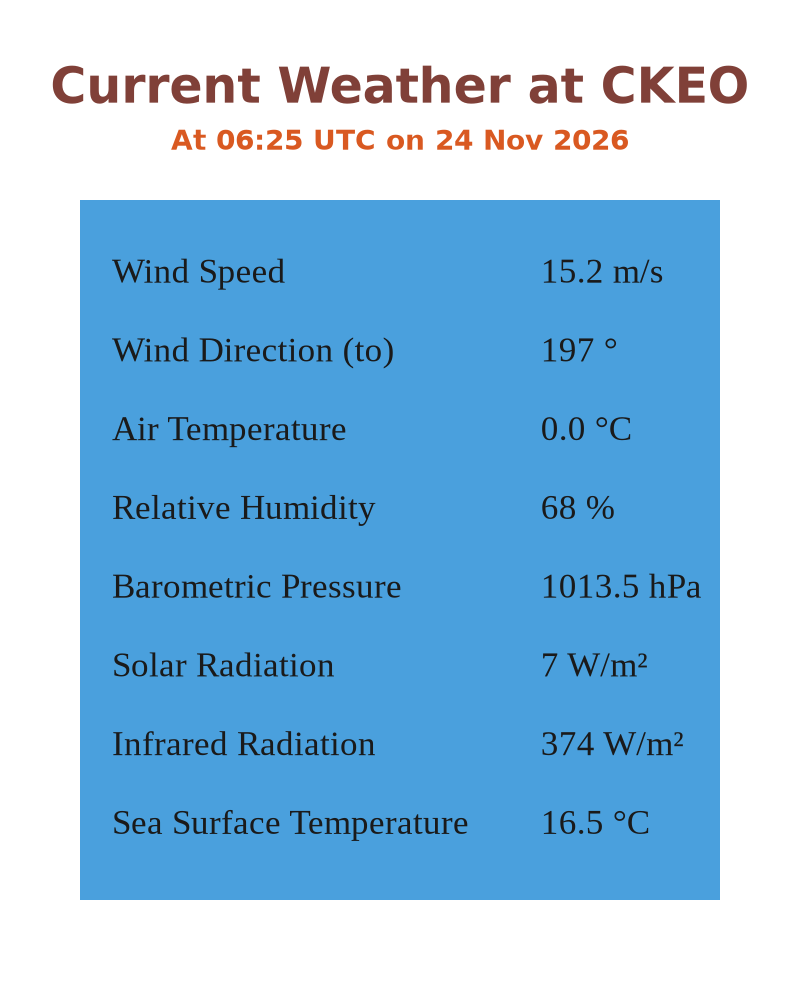 Current Weather at CKEO
At 06:25 UTC on 24 Nov 2026
Wind Speed 15.2 m/s
Wind Direction (to) 197 °
Air Temperature 0.0 °C
Relative Humidity 68 %
Barometric Pressure 1013.5 hPa
Solar Radiation 7 W/m²
Infrared Radiation 374 W/m²
Sea Surface Temperature 16.5 °C